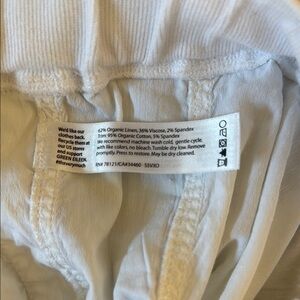 We'd like our
clothes back.
Recycle them at
our US stores
and support
GREEN EILEEN.
#theverymuch
62% Organic Linen, 36% Viscose, 2% Spandex
Trim: 95% Organic Cotton, 5% Spandex
We recommend machine wash cold, gentle cycle,
with like colors, no bleach. Tumble dry low. Remove
promptly. Press to restore. May be dry cleaned.
RN# 78121/CA#34460